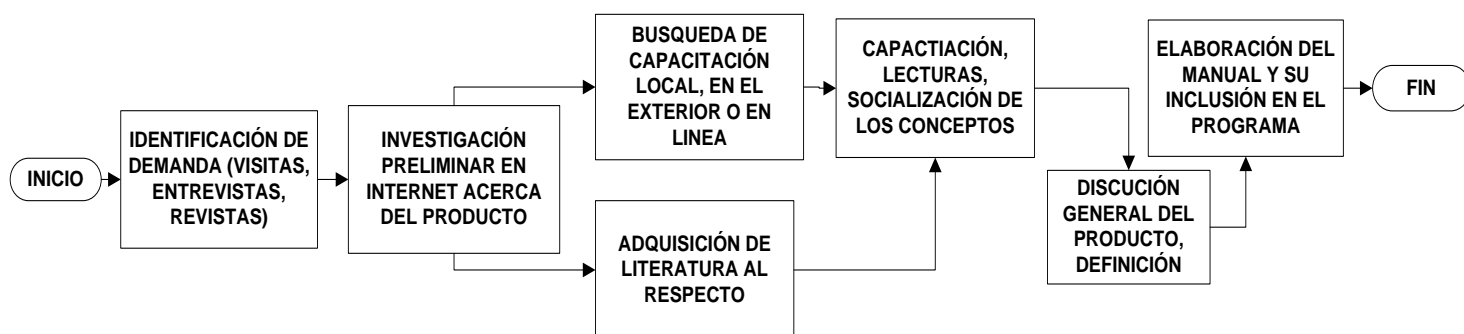 INICIO
IDENTIFICACIÓN DE
DEMANDA (VISITAS,
ENTREVISTAS,
REVISTAS)
INVESTIGACIÓN
PRELIMINAR EN
INTERNET ACERCA
DEL PRODUCTO
BUSQUEDA DE
CAPACITACIÓN
LOCAL, EN EL
EXTERIOR O EN
LINEA
ADQUISICIÓN DE
LITERATURA AL
RESPECTO
CAPACTIACIÓN,
LECTURAS,
SOCIALIZACIÓN DE
LOS CONCEPTOS
DISCUCIÓN
GENERAL DEL
PRODUCTO,
DEFINICIÓN
ELABORACIÓN DEL
MANUAL Y SU
INCLUSIÓN EN EL
PROGRAMA
FIN